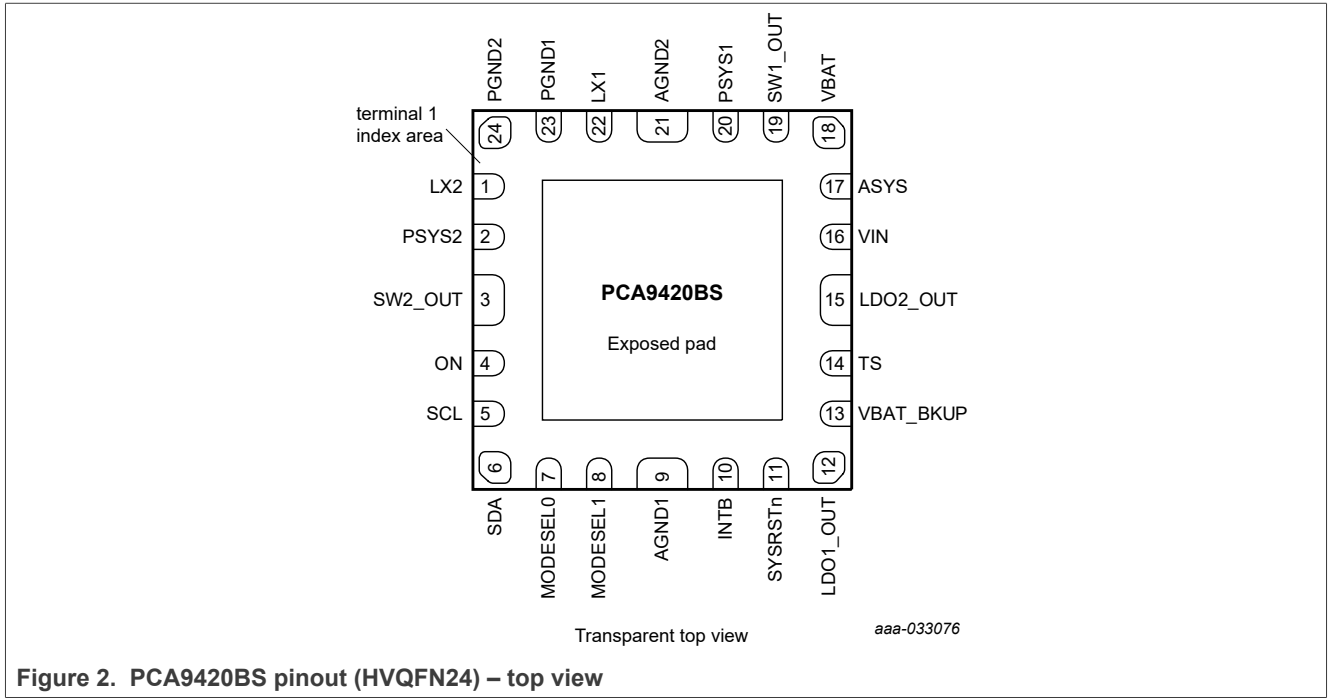 PGND2
PGND1
LX1
AGND2
PSYS1
SW1_OUT
VBAT
terminal 1
index area
24
23
22
21
20
19
18
LX2 1
17 ASYS
PSYS2 2
16 VIN
SW2_OUT 3
PCA9420BS
15 LDO2_OUT
Exposed pad
ON 4
14 TS
SCL 5
13 VBAT_BKUP
6
7
8
9
10
11
12
SDA
MODESEL0
MODESEL1
AGND1
INTB
SYSRSTn
LDO1_OUT
Transparent top view
aaa-033076
Figure 2. PCA9420BS pinout (HVQFN24) – top view